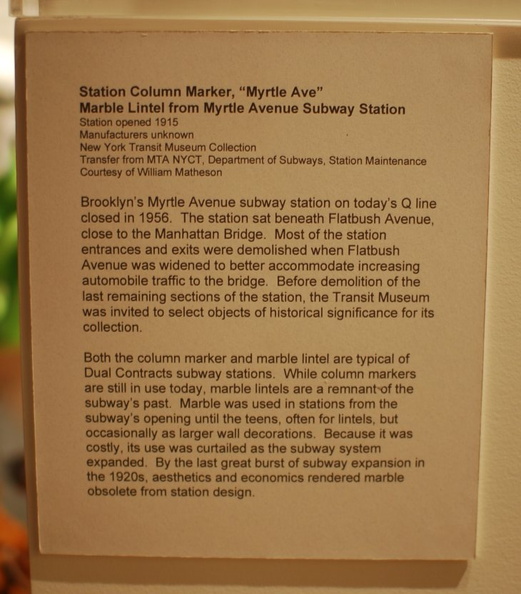 Station Column Marker, “Myrtle Ave”
Marble Lintel from Myrtle Avenue Subway Station
Station opened 1915
Manufacturers unknown
New York Transit Museum Collection
Transfer from MTA NYCT, Department of Subways, Station Maintenance
Courtesy of William Matheson
Brooklyn’s Myrtle Avenue subway station on today’s Q line
closed in 1956.  The station sat beneath Flatbush Avenue,
close to the Manhattan Bridge.  Most of the station
entrances and exits were demolished when Flatbush
Avenue was widened to better accommodate increasing
automobile traffic to the bridge.  Before demolition of the
last remaining sections of the station, the Transit Museum
was invited to select objects of historical significance for its
collection.
Both the column marker and marble lintel are typical of
Dual Contracts subway stations.  While column markers
are still in use today, marble lintels are a remnant of the
subway’s past.  Marble was used in stations from the
subway’s opening until the teens, often for lintels, but
occasionally as larger wall decorations.  Because it was
costly, its use was curtailed as the subway system
expanded.  By the last great burst of subway expansion in
the 1920s, aesthetics and economics rendered marble
obsolete from station design.